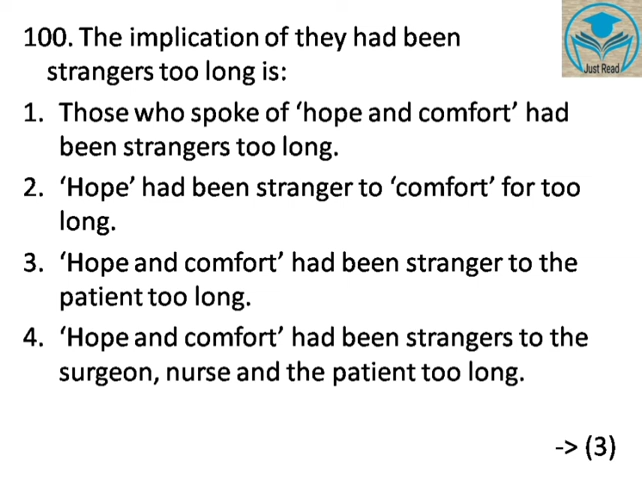 100. The implication of they had been
strangers too long is:
1. Those who spoke of ‘hope and comfort’ had
been strangers too long.
2. ‘Hope’ had been stranger to ‘comfort’ for too
long.
3. ‘Hope and comfort’ had been stranger to the
patient too long.
4. ‘Hope and comfort’ had been strangers to the
surgeon, nurse and the patient too long.
-> (3)
Just Read